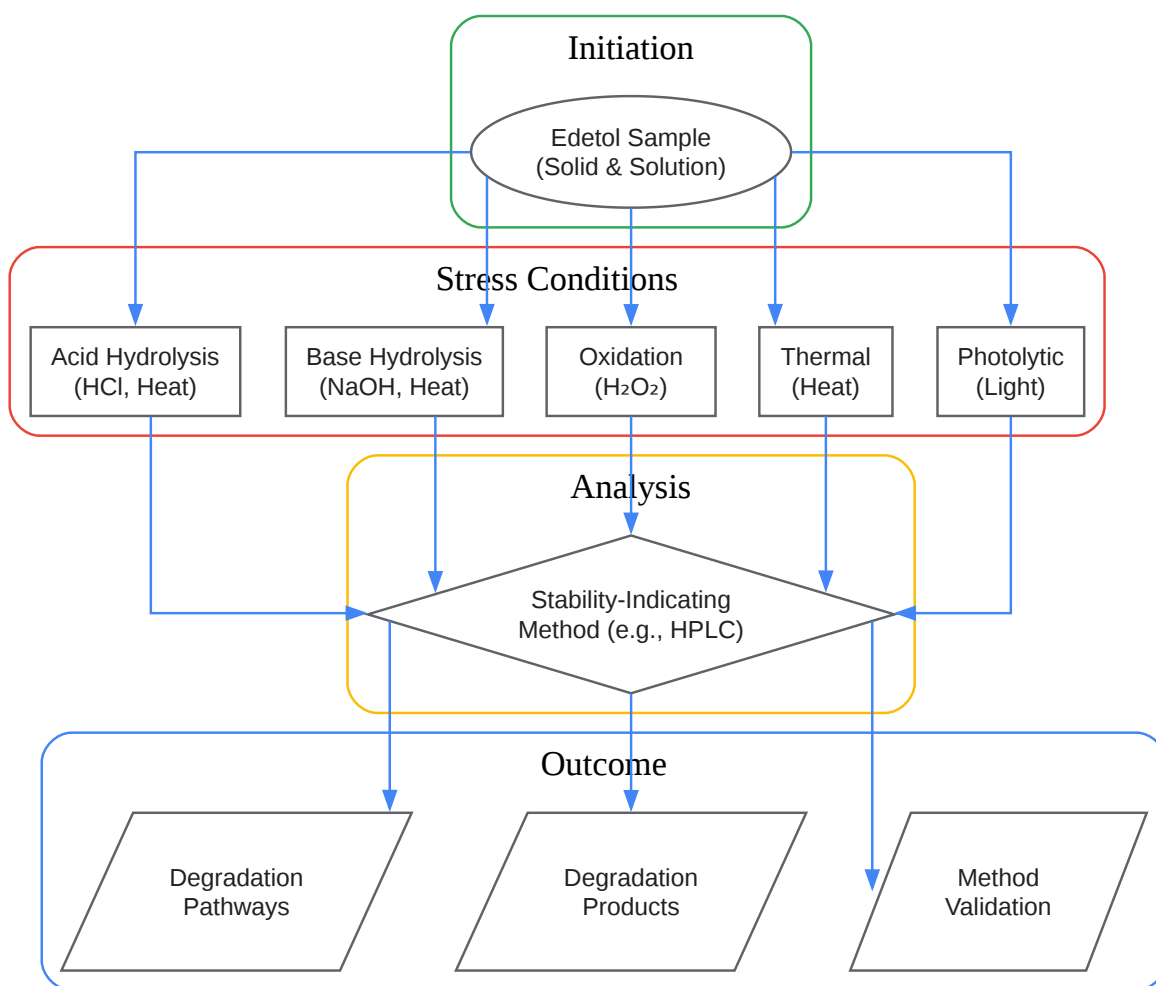 Initiation
Edetol Sample
(Solid & Solution)
Stress Conditions
Acid Hydrolysis
(HCl, Heat)
Base Hydrolysis
(NaOH, Heat)
Oxidation
(H₂O₂)
Thermal
(Heat)
Photolytic
(Light)
Analysis
Stability-Indicating
Method (e.g., HPLC)
Outcome
Degradation
Pathways
Degradation
Products
Method
Validation